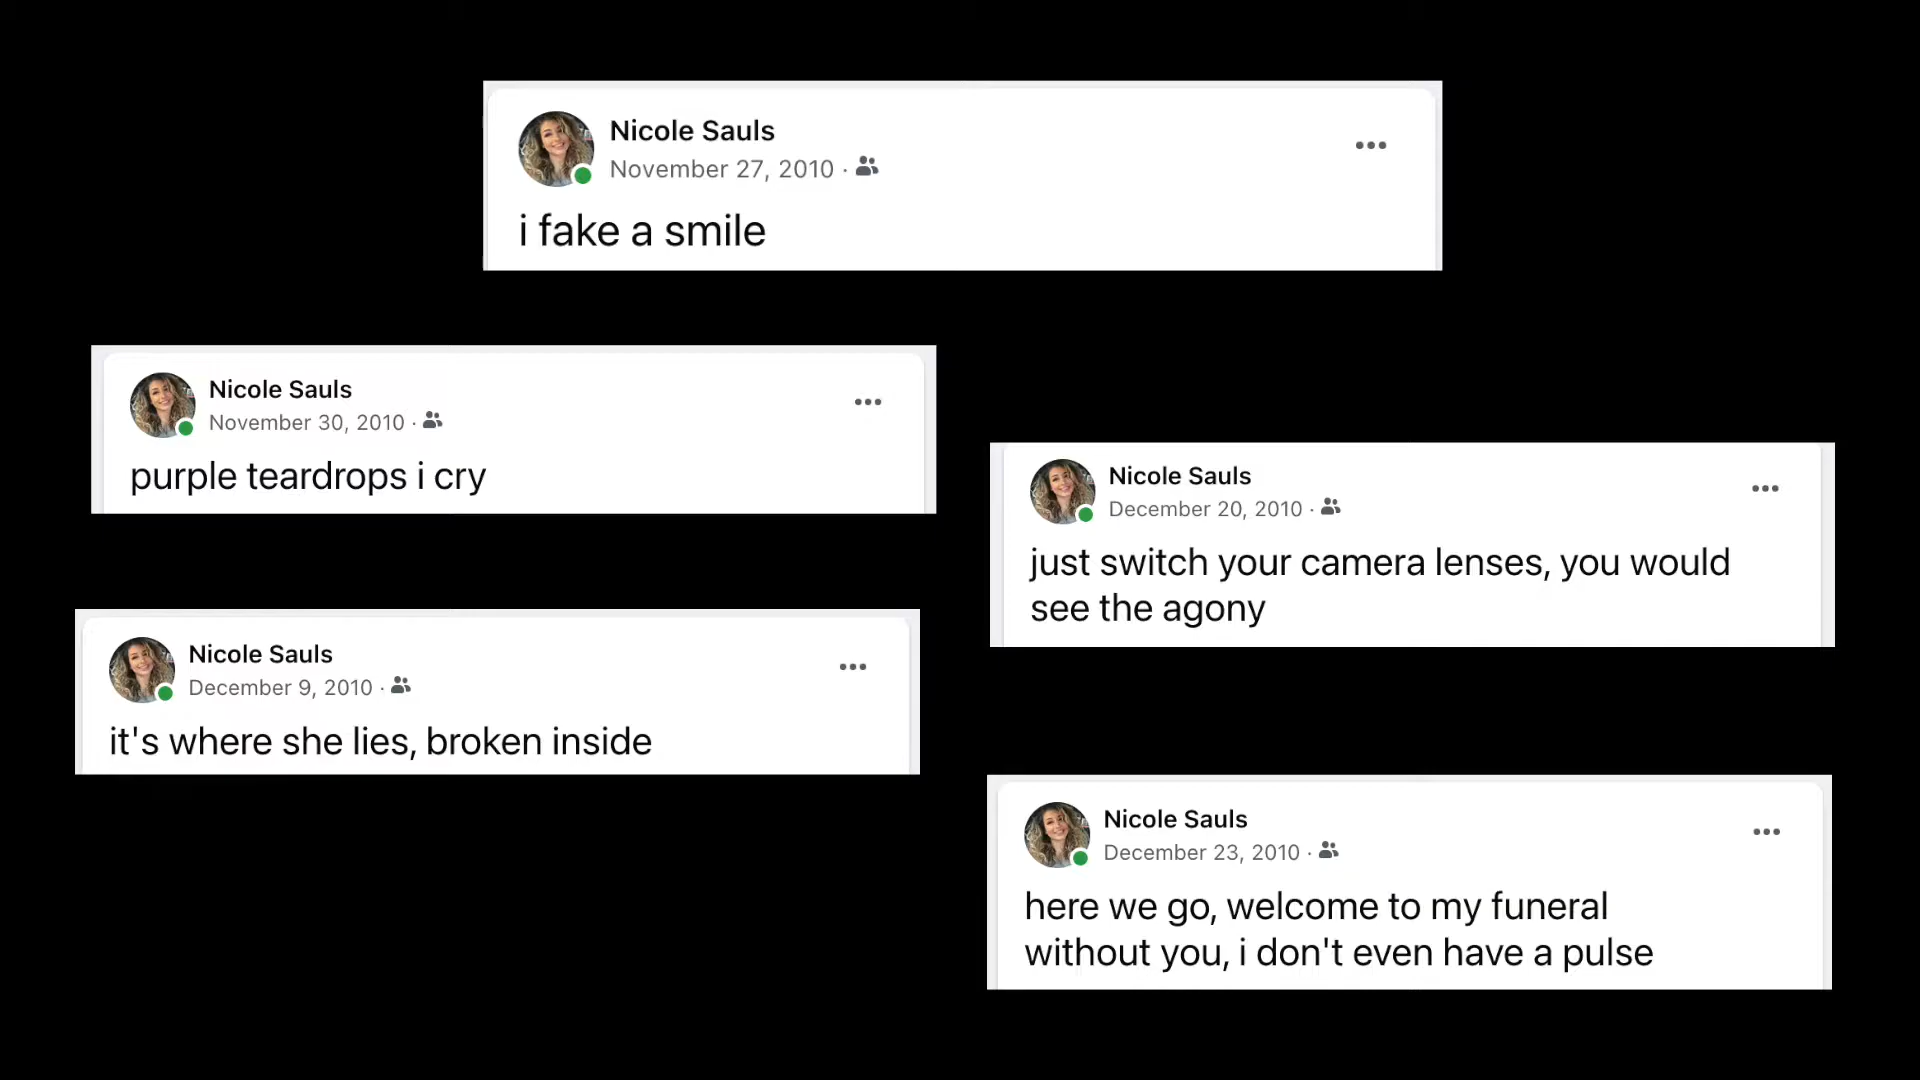 Nicole Sauls
November 27, 2010 ·
i fake a smile
Nicole Sauls
November 30, 2010 ·
purple teardrops i cry
Nicole Sauls
December 9, 2010 ·
it's where she lies, broken inside
Nicole Sauls
December 20, 2010 ·
just switch your camera lenses, you would
see the agony
Nicole Sauls
December 23, 2010 ·
here we go, welcome to my funeral
without you, i don't even have a pulse